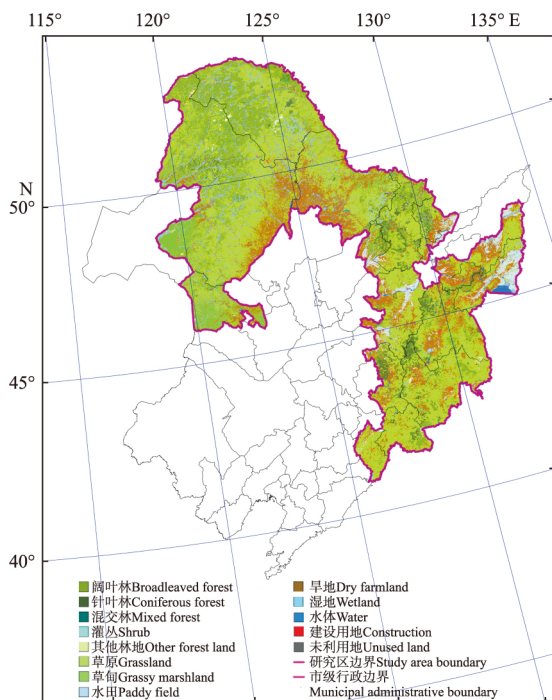 115° 120° 125° 130° 135° E
N
50°
45°
40°
阔叶林Broadleaved forest
针叶林Coniferous forest
混交林Mixed forest
灌丛Shrub
其他林地Other forest land
草原Grassland
草甸Grassy marshland
水田Paddy field
旱地Dry farmland
湿地Wetland
水体Water
建设用地Construction
未利用地Unused land
研究区边界Study area boundary
市级行政边界
Municipal administrative boundary